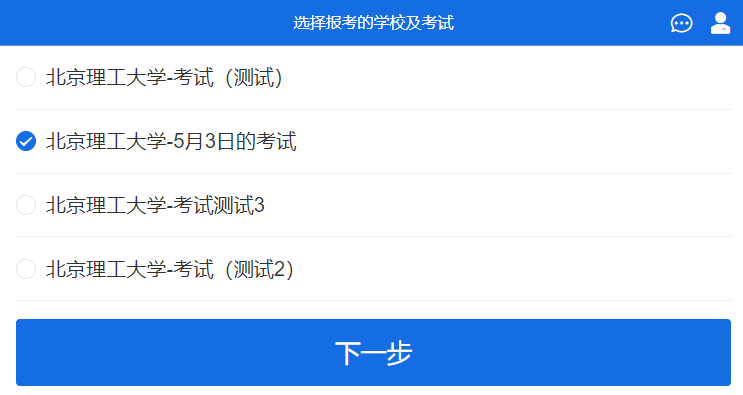 选择报考的学校及考试
北京理工大学-考试（测试）
北京理工大学-5月3日的考试
北京理工大学-考试测试3
北京理工大学-考试（测试2）
下一步